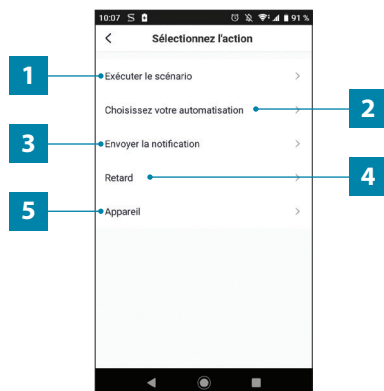 10:07 91 %
Sélectionnez l'action
1
Exécuter le scénario
Choisissez votre automatisation
2
3
Envoyer la notification
Retard
4
5
Appareil